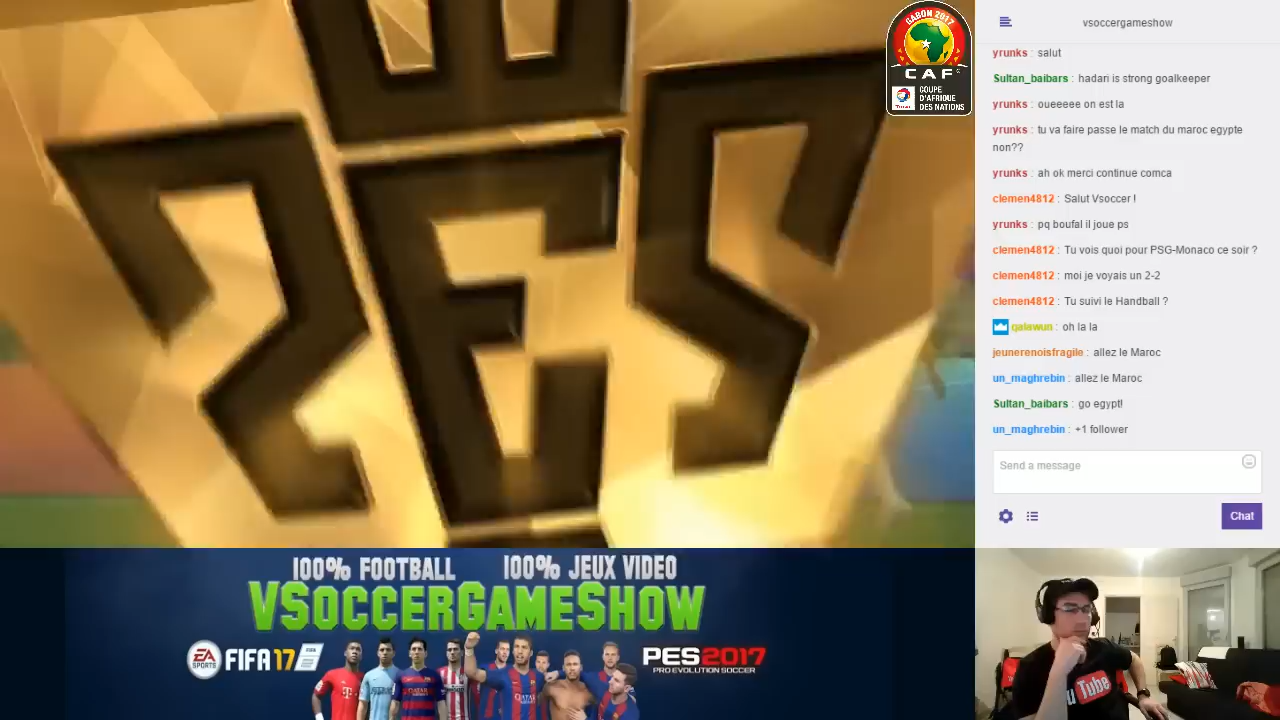 PES
GABON 2017
CAF
TOTAL
COUPE
D'AFRIQUE
DES NATIONS
vsoccergameshow
yrunks : salut
Sultan_baibars : hadari is strong goalkeeper
yrunks : oueeeee on est la
yrunks : tu va faire passe le match du maroc egypte
non??
yrunks : ah ok merci continue comca
clemen4812 : Salut Vsoccer !
yrunks : pq boufal il joue ps
clemen4812 : Tu vois quoi pour PSG-Monaco ce soir ?
clemen4812 : moi je voyais un 2-2
clemen4812 : Tu suivi le Handball ?
qalawun : oh la la
jeunerenoisfragile : allez le Maroc
un_maghrebin : allez le Maroc
Sultan_baibars : go egypt!
un_maghrebin : +1 follower
Send a message
Chat
100% FOOTBALL 100% JEUX VIDEO
VSOCCERGAMESHOW
EA SPORTS FIFA 17
PES2017
PRO EVOLUTION SOCCER
u Tube